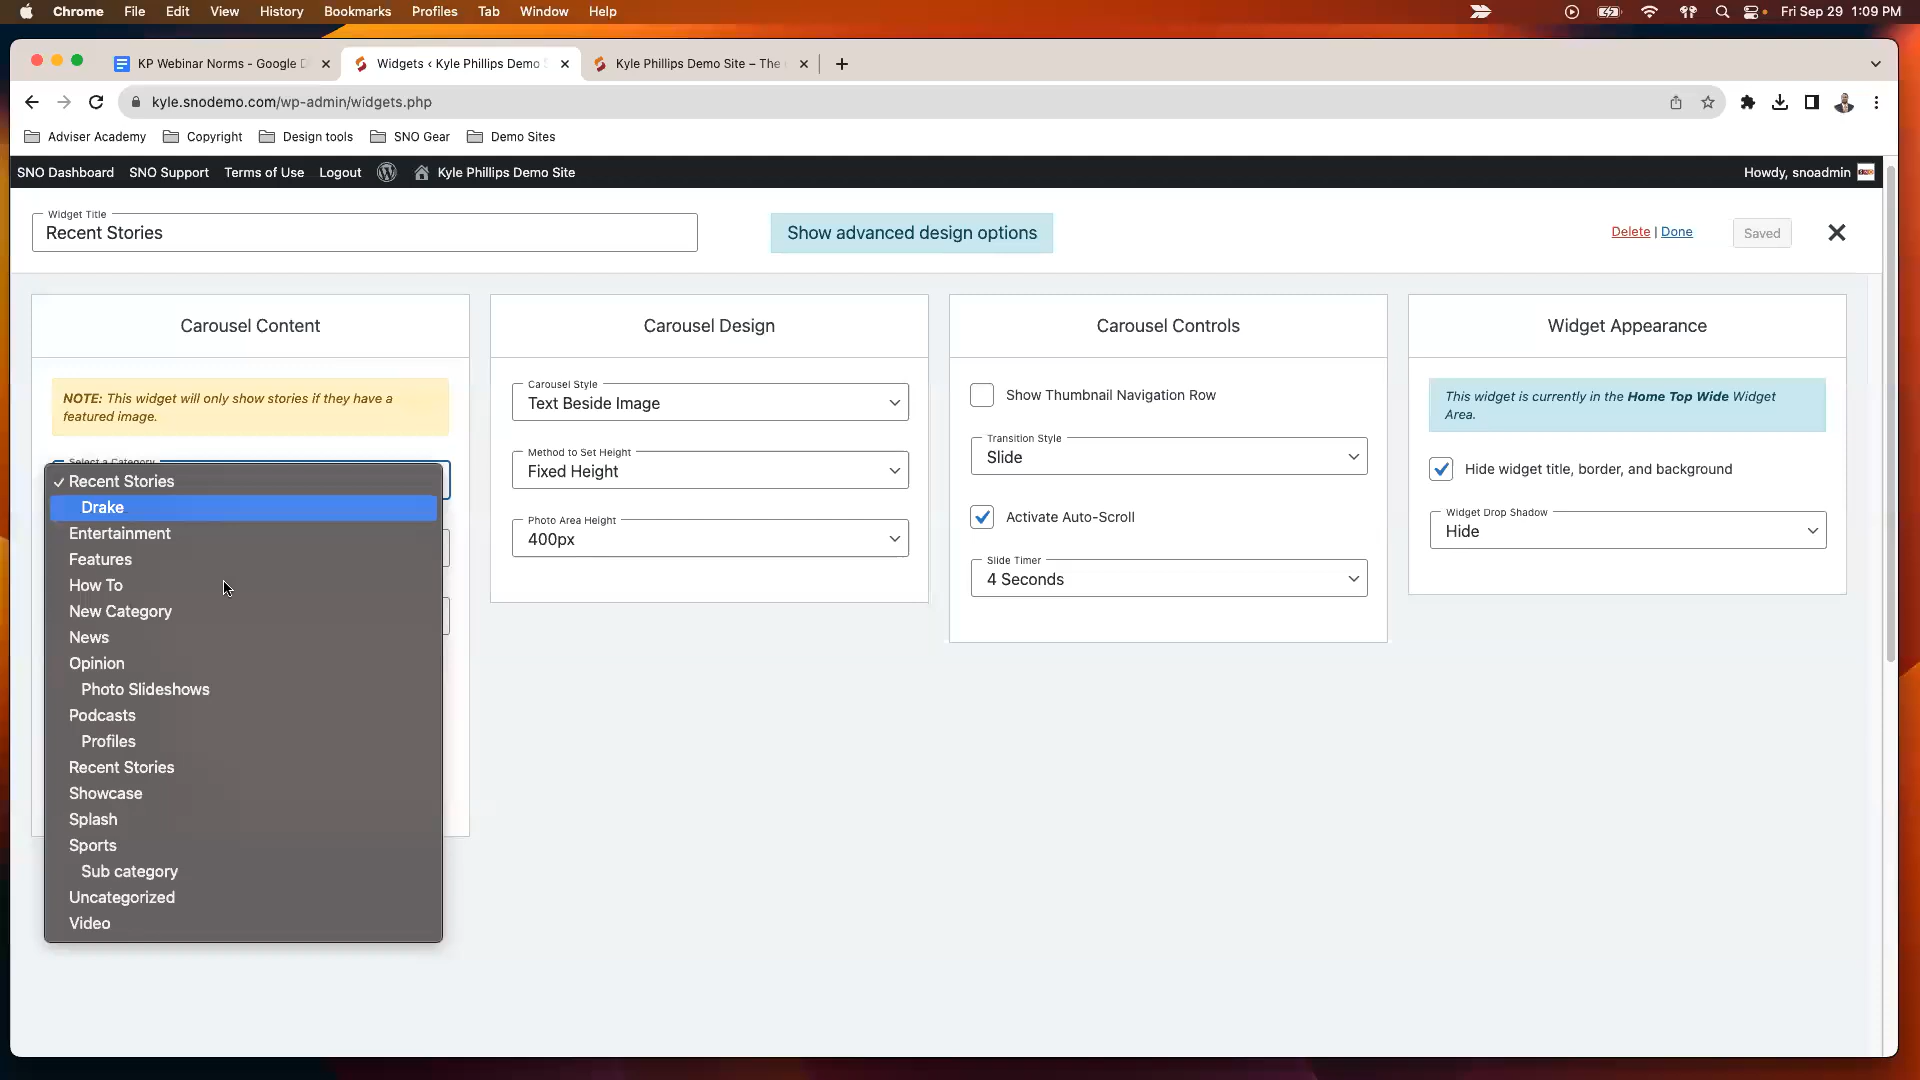 Chrome File Edit View History Bookmarks Profiles Tab Window Help Fri Sep 29 1:09 PM
KP Webinar Norms - Google D
Widgets ‹ Kyle Phillips Demo S
Kyle Phillips Demo Site – The
kyle.snodemo.com/wp-admin/widgets.php
Adviser Academy Copyright Design tools SNO Gear Demo Sites
SNO Dashboard SNO Support Terms of Use Logout Kyle Phillips Demo Site Howdy, snoadmin
Widget Title
Recent Stories
Show advanced design options
Delete | Done
Saved
Carousel Content
NOTE: This widget will only show stories if they have a
featured image.
Select a Category
Recent Stories
Drake
Entertainment
Features
How To
New Category
News
Opinion
Photo Slideshows
Podcasts
Profiles
Recent Stories
Showcase
Splash
Sports
Sub category
Uncategorized
Video
Carousel Design
Carousel Style
Text Beside Image
Method to Set Height
Fixed Height
Photo Area Height
400px
Carousel Controls
Show Thumbnail Navigation Row
Transition Style
Slide
Activate Auto-Scroll
Slide Timer
4 Seconds
Widget Appearance
This widget is currently in the Home Top Wide Widget
Area.
Hide widget title, border, and background
Widget Drop Shadow
Hide